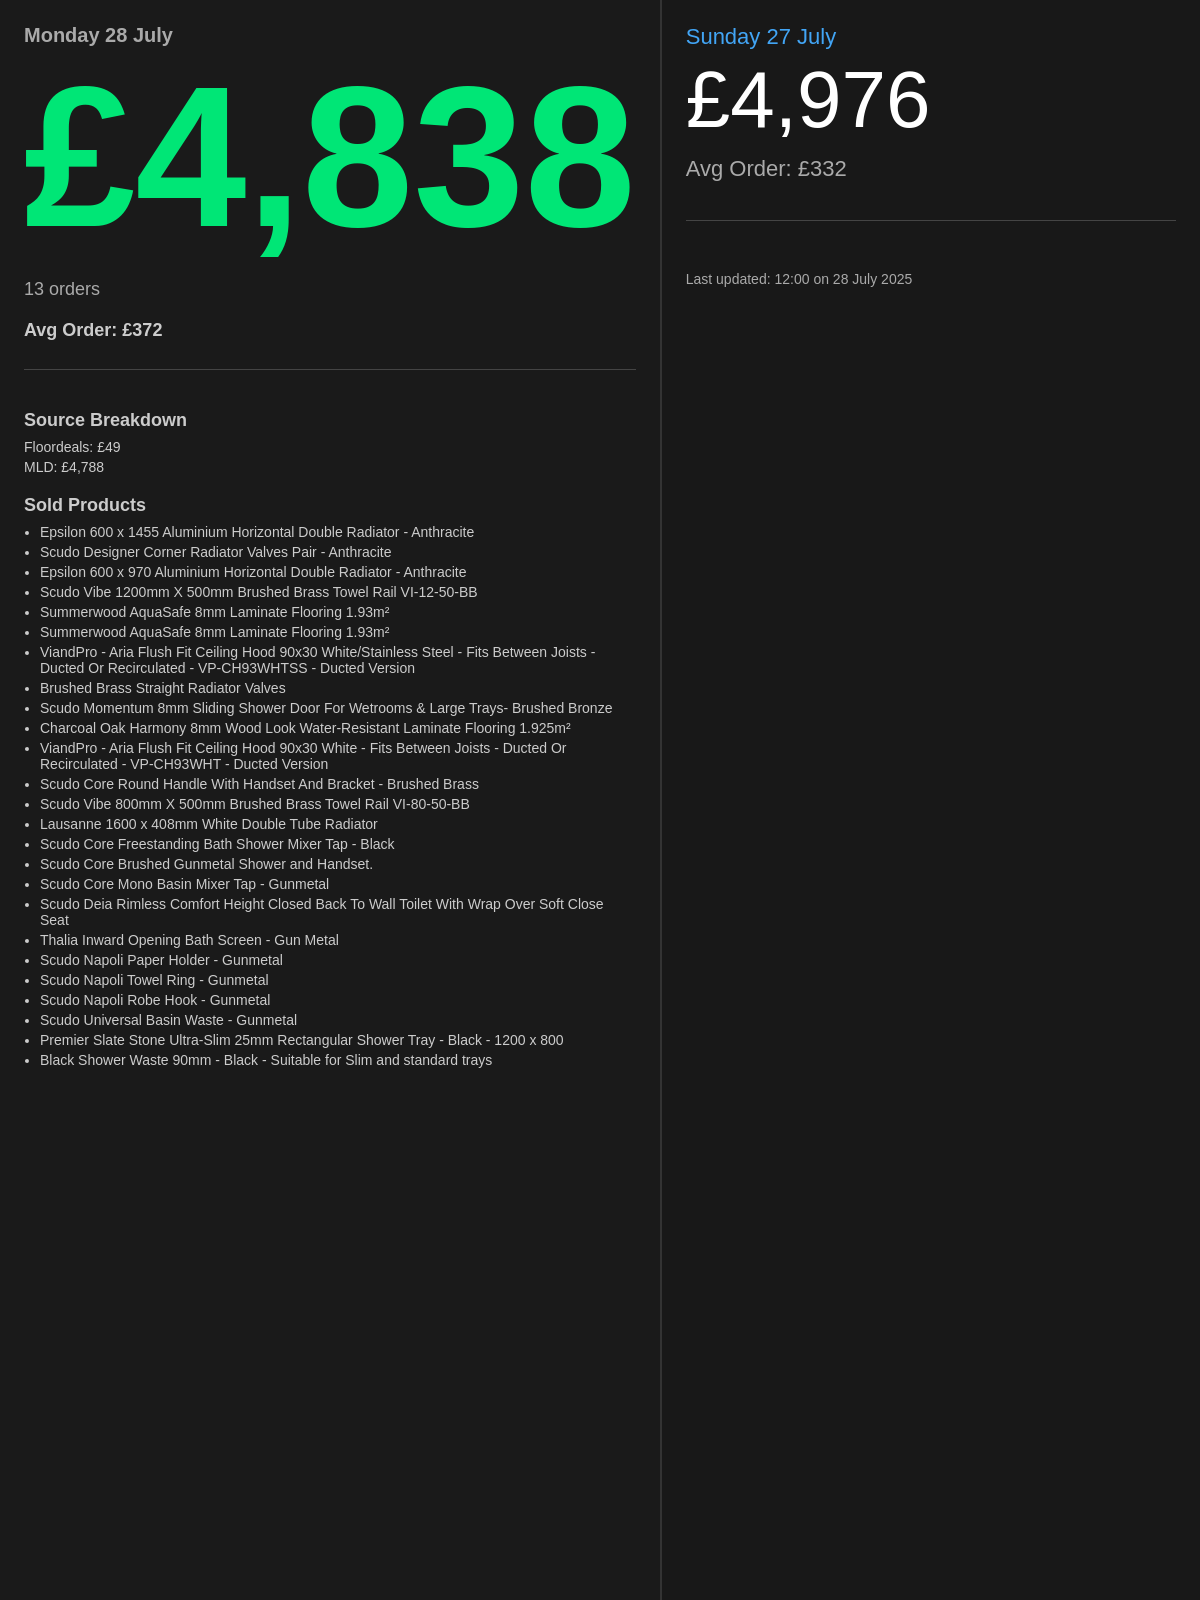 Monday 28 July
£4,838
13 orders
Avg Order: £372
Source Breakdown
Floordeals: £49
MLD: £4,788
Sold Products
• Epsilon 600 x 1455 Aluminium Horizontal Double Radiator - Anthracite
• Scudo Designer Corner Radiator Valves Pair - Anthracite
• Epsilon 600 x 970 Aluminium Horizontal Double Radiator - Anthracite
• Scudo Vibe 1200mm X 500mm Brushed Brass Towel Rail VI-12-50-BB
• Summerwood AquaSafe 8mm Laminate Flooring 1.93m²
• Summerwood AquaSafe 8mm Laminate Flooring 1.93m²
• ViandPro - Aria Flush Fit Ceiling Hood 90x30 White/Stainless Steel - Fits Between Joists -
Ducted Or Recirculated - VP-CH93WHTSS - Ducted Version
• Brushed Brass Straight Radiator Valves
• Scudo Momentum 8mm Sliding Shower Door For Wetrooms & Large Trays- Brushed Bronze
• Charcoal Oak Harmony 8mm Wood Look Water-Resistant Laminate Flooring 1.925m²
• ViandPro - Aria Flush Fit Ceiling Hood 90x30 White - Fits Between Joists - Ducted Or
Recirculated - VP-CH93WHT - Ducted Version
• Scudo Core Round Handle With Handset And Bracket - Brushed Brass
• Scudo Vibe 800mm X 500mm Brushed Brass Towel Rail VI-80-50-BB
• Lausanne 1600 x 408mm White Double Tube Radiator
• Scudo Core Freestanding Bath Shower Mixer Tap - Black
• Scudo Core Brushed Gunmetal Shower and Handset.
• Scudo Core Mono Basin Mixer Tap - Gunmetal
• Scudo Deia Rimless Comfort Height Closed Back To Wall Toilet With Wrap Over Soft Close
Seat
• Thalia Inward Opening Bath Screen - Gun Metal
• Scudo Napoli Paper Holder - Gunmetal
• Scudo Napoli Towel Ring - Gunmetal
• Scudo Napoli Robe Hook - Gunmetal
• Scudo Universal Basin Waste - Gunmetal
• Premier Slate Stone Ultra-Slim 25mm Rectangular Shower Tray - Black - 1200 x 800
• Black Shower Waste 90mm - Black - Suitable for Slim and standard trays
Sunday 27 July
£4,976
Avg Order: £332
Last updated: 12:00 on 28 July 2025